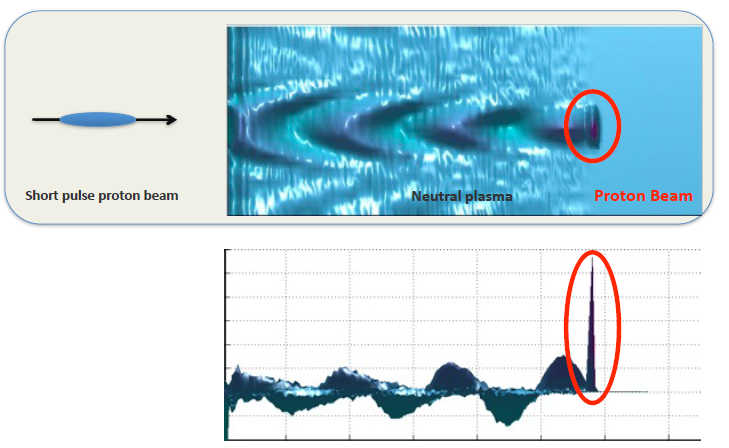 Short pulse proton beam
Neutral plasma
Proton Beam